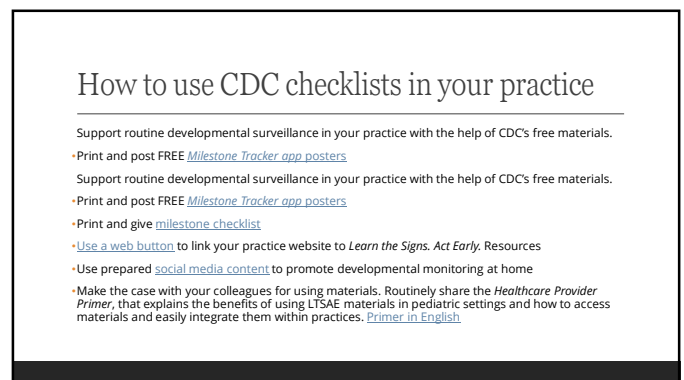 How to use CDC checklists in your practice
Support routine developmental surveillance in your practice with the help of CDC’s free materials.
•Print and post FREE Milestone Tracker app posters
Support routine developmental surveillance in your practice with the help of CDC’s free materials.
•Print and post FREE Milestone Tracker app posters
•Print and give milestone checklist
•Use a web button to link your practice website to Learn the Signs. Act Early. Resources
•Use prepared social media content to promote developmental monitoring at home
•Make the case with your colleagues for using materials. Routinely share the Healthcare Provider
Primer, that explains the benefits of using LTSAE materials in pediatric settings and how to access
materials and easily integrate them within practices. Primer in English